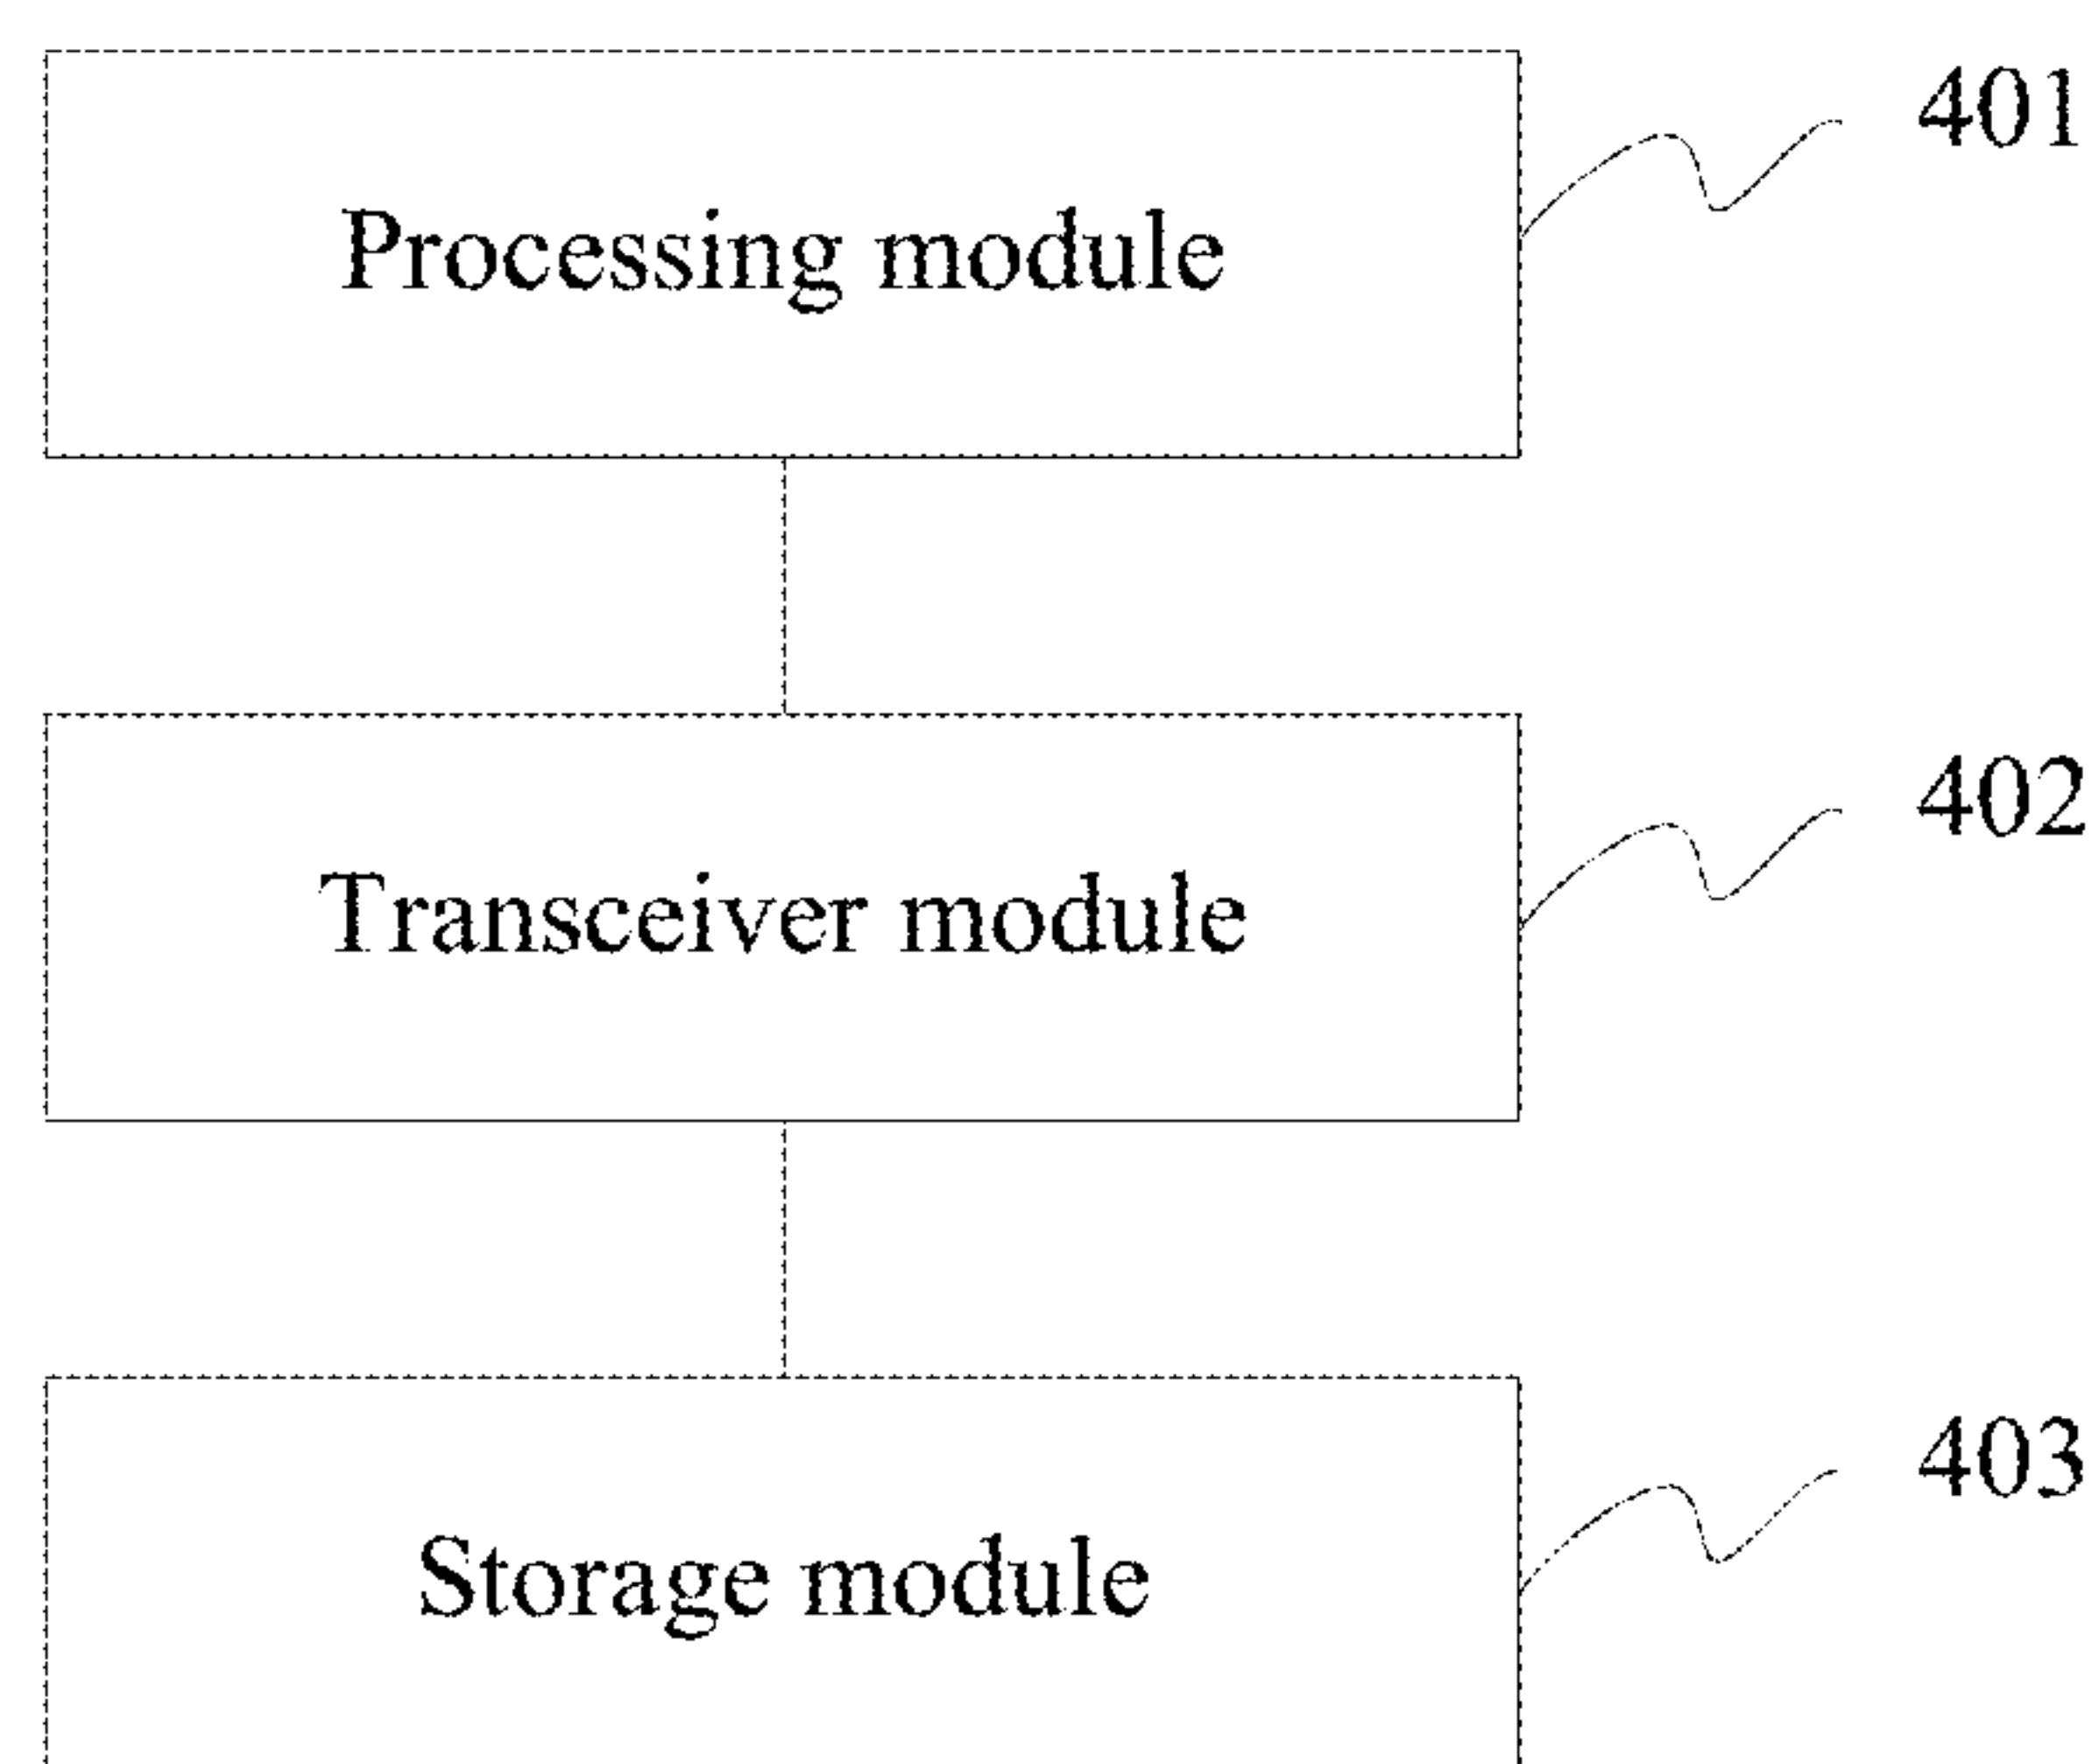 401
Processing module
402
Transceiver module
403
Storage module